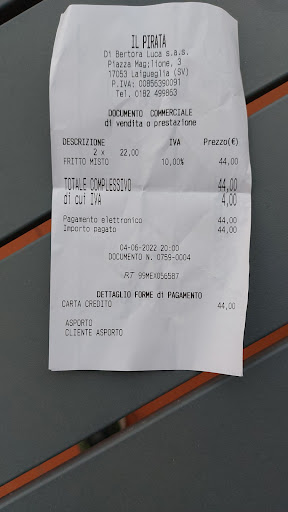 IL PIRATA
Di Bertora Luca s.a.s.
Piazza Maglione, 3
17053 Laigueglia (SV)
P.IVA: 00856390091
Tel. 0182 499863
DOCUMENTO COMMERCIALE
di vendita o prestazione
DESCRIZIONE IVA Prezzo(€)
2 x 22,00
FRITTO MISTO 10,00% 44,00
TOTALE COMPLESSIVO 44,00
di cui IVA 4,00
Pagamento elettronico 44,00
Importo pagato 44,00
04-06-2022 20:00
DOCUMENTO N. 0759-0004
RT 99MEX056587
DETTAGLIO FORME di PAGAMENTO
CARTA CREDITO 44,00
ASPORTO
CLIENTE ASPORTO